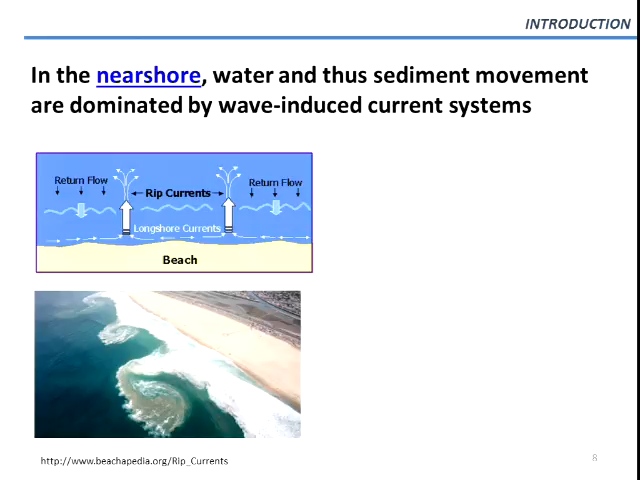 INTRODUCTION
In the nearshore, water and thus sediment movement
are dominated by wave-induced current systems
Return Flow
Rip Currents
Return Flow
Longshore Currents
Beach
http://www.beachapedia.org/Rip_Currents
8